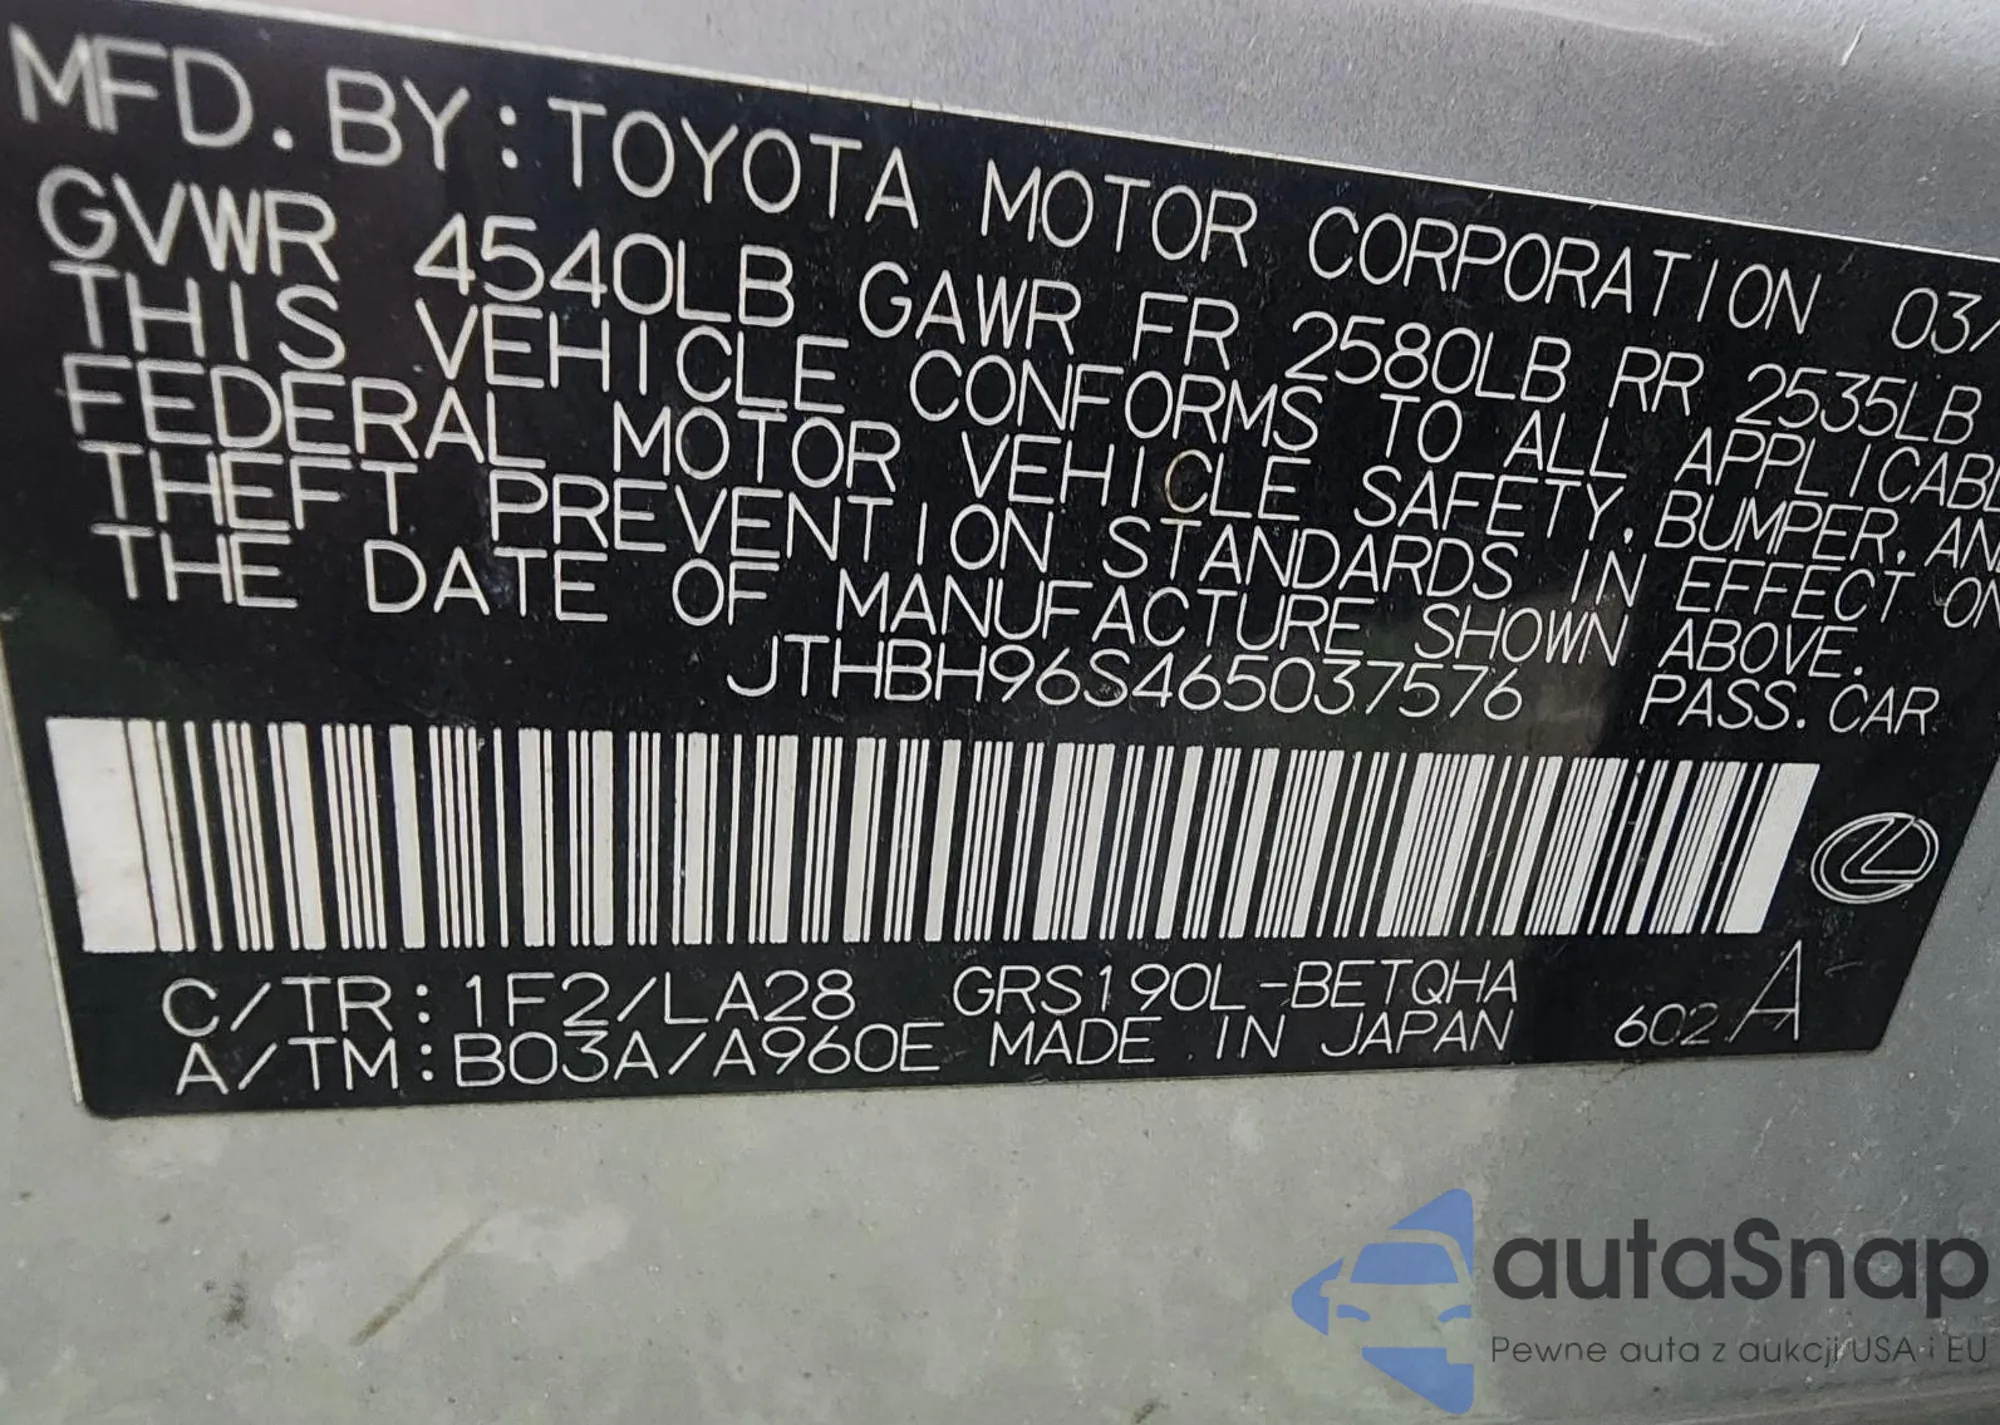 MFD. BY: TOYOTA MOTOR CORPORATION 03/
GVWR 4540LB GAWR FR 2580LB RR 2535LB
THIS VEHICLE CONFORMS TO ALL APPLICABL
FEDERAL MOTOR VEHICLE SAFETY, BUMPER, AN
THEFT PREVENTION STANDARDS IN EFFECT ON
THE DATE OF MANUFACTURE SHOWN ABOVE.
JTHBH96S465037576 PASS. CAR
C/TR: 1F2/LA28 GRS190L-BETQHA
A/TM: B03A/A960E MADE IN JAPAN 602 A
autaSnap
Pewne auta z aukcji USA i EU